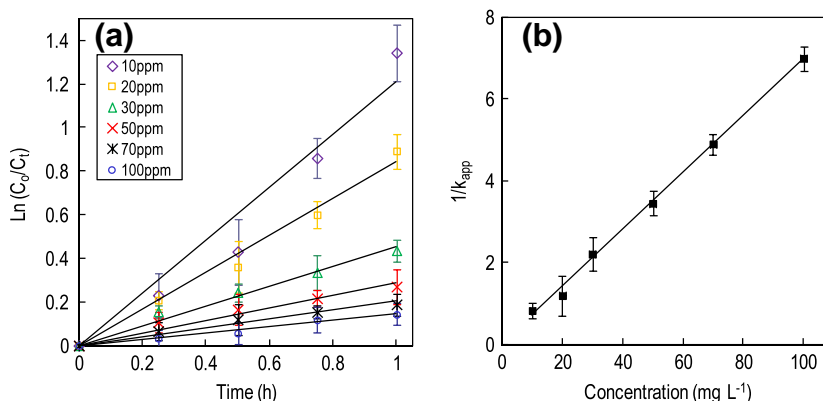 (a)
1.4
1.2
1
0.8
0.6
0.4
0.2
0
Ln (C₀/Cₜ)
10ppm
20ppm
30ppm
50ppm
70ppm
100ppm
0 0.2 0.4 0.6 0.8 1
Time (h)
(b)
8
6
4
2
0
1/kₐₚₚ
0 20 40 60 80 100
Concentration (mg L⁻¹)